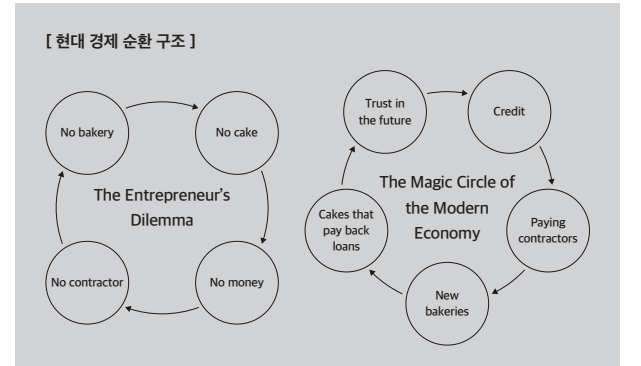 [ 현대 경제 순환 구조 ]
No bakery
No cake
The Entrepreneur's
Dilemma
No contractor
No money
Trust in
the future
Credit
The Magic Circle of
the Modern
Economy
Cakes that
pay back
loans
Paying
contractors
New
bakeries